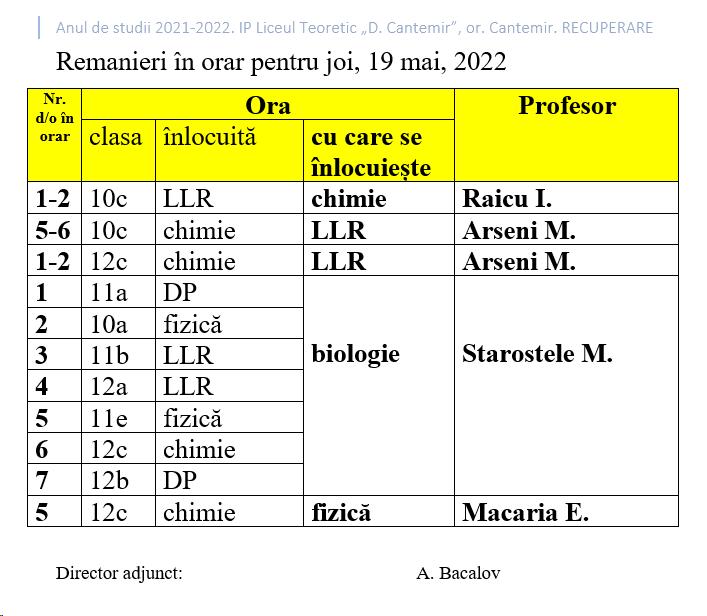 Anul de studii 2021-2022. IP Liceul Teoretic „D. Cantemir”, or. Cantemir. RECUPERARE
Remanieri în orar pentru joi, 19 mai, 2022
Nr. d/o în orar Ora Profesor
clasa înlocuită cu care se înlocuiește
1-2 10c LLR chimie Raicu I.
5-6 10c chimie LLR Arseni M.
1-2 12c chimie LLR Arseni M.
1 11a DP
2 10a fizică
3 11b LLR biologie Starostele M.
4 12a LLR
5 11e fizică
6 12c chimie
7 12b DP
5 12c chimie fizică Macaria E.
Director adjunct: A. Bacalov